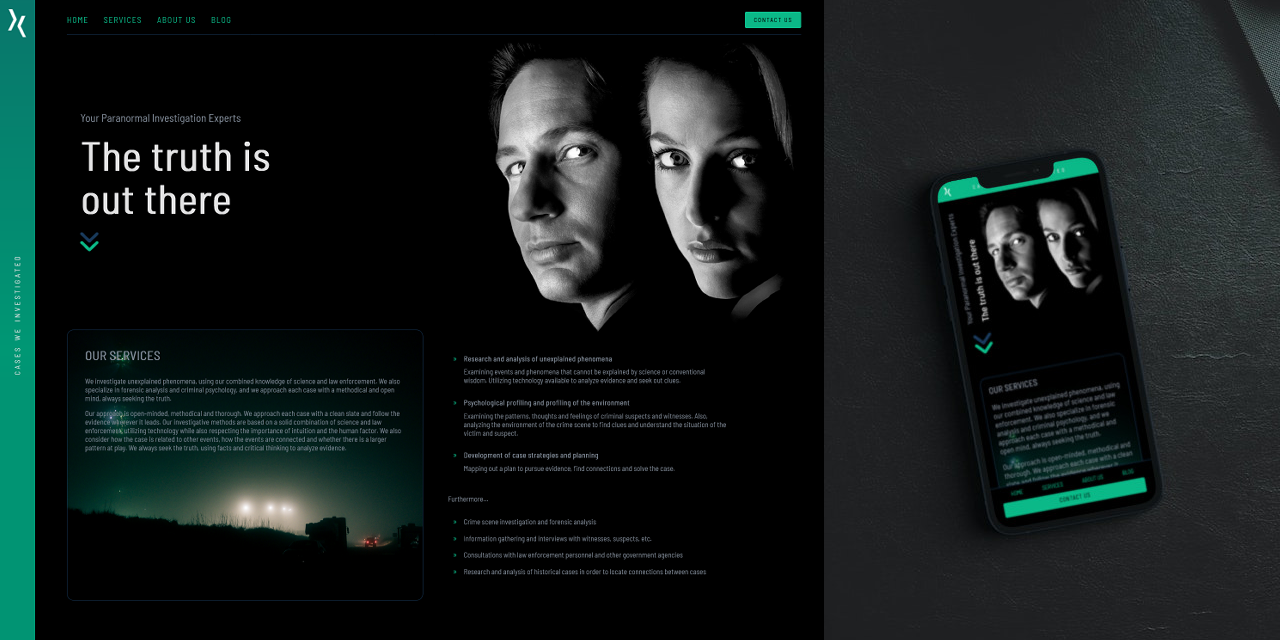 HOME SERVICES ABOUT US BLOG
CONTACT US
CASES WE INVESTIGATED
Your Paranormal Investigation Experts
The truth is
out there
OUR SERVICES
We investigate unexplained phenomena, using our combined knowledge of science and law enforcement. We also
specialize in forensic analysis and criminal psychology, and we approach each case with a methodical and open
mind, always seeking the truth.
Our approach is open-minded, methodical and thorough. We approach each case with a clean slate and follow the
evidence wherever it leads. Our investigative methods are based on a solid combination of science and law
enforcement, utilizing technology while also respecting the importance of intuition and the human factor. We also
consider how the case is related to other events, how the events are connected and whether there is a larger
pattern at play. We always seek the truth, using facts and critical thinking to analyze evidence.
» Research and analysis of unexplained phenomena
Examining events and phenomena that cannot be explained by science or conventional
wisdom. Utilizing technology available to analyze evidence and seek out clues.
» Psychological profiling and profiling of the environment
Examining the patterns, thoughts and feelings of criminal suspects and witnesses. Also,
analyzing the environment of the crime scene to find clues and understand the situation of the
victim and suspect.
» Development of case strategies and planning
Mapping out a plan to pursue evidence, find connections and solve the case.
Furthermore...
» Crime scene investigation and forensic analysis
» Information gathering and interviews with witnesses, suspects, etc.
» Consultations with law enforcement personnel and other government agencies
» Research and analysis of historical cases in order to locate connections between cases
Your Paranormal Investigation Experts
The truth is out there
OUR SERVICES
We investigate unexplained phenomena, using
our combined knowledge of science and law
enforcement. We also specialize in forensic
analysis and criminal psychology, and we
approach each case with a methodical and
open mind, always seeking the truth.
Our approach is open-minded, methodical and
thorough. We approach each case with a clean
HOME SERVICES ABOUT US BLOG
CONTACT US